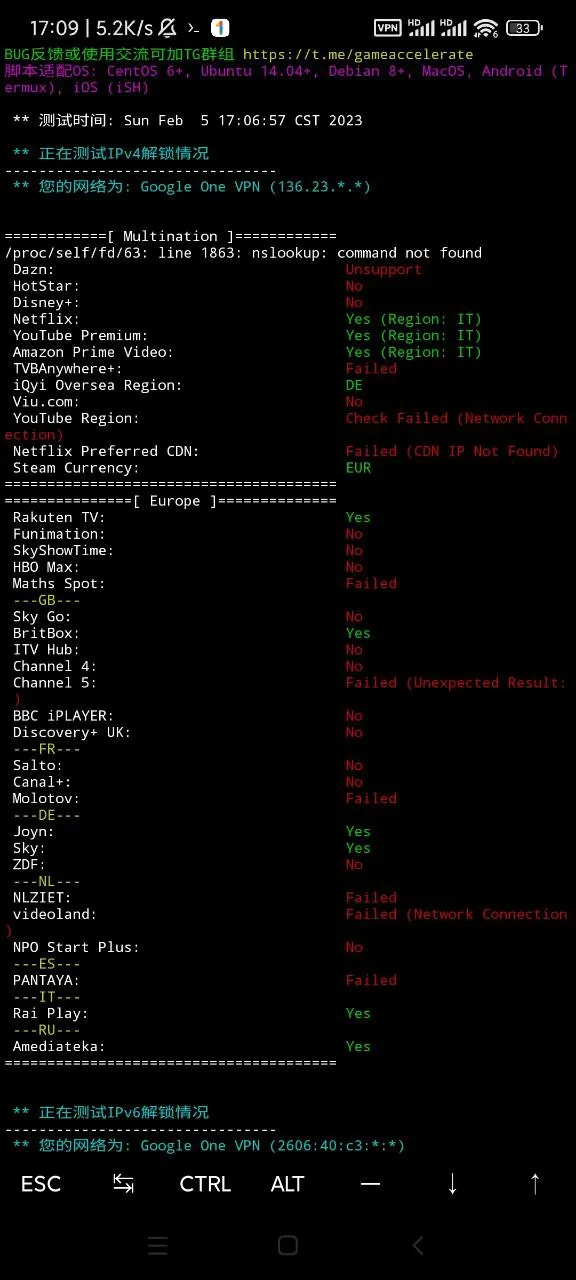 17:09 | 5.2K/s >_ 1 VPN HD HD 6 33
BUG反馈或使用交流可加TG群组 https://t.me/gameaccelerate
脚本适配OS: CentOS 6+, Ubuntu 14.04+, Debian 8+, MacOS, Android (T
ermux), iOS (iSH)
** 测试时间: Sun Feb  5 17:06:57 CST 2023
** 正在测试IPv4解锁情况
--------------------------------
** 您的网络为: Google One VPN (136.23.*.*)
============[ Multination ]============
/proc/self/fd/63: line 1863: nslookup: command not found
Dazn: Unsupport
HotStar: No
Disney+: No
Netflix: Yes (Region: IT)
YouTube Premium: Yes (Region: IT)
Amazon Prime Video: Yes (Region: IT)
TVBAnywhere+: Failed
iQyi Oversea Region: DE
Viu.com: No
YouTube Region: Check Failed (Network Conn
ection)
Netflix Preferred CDN: Failed (CDN IP Not Found)
Steam Currency: EUR
=======================================
===============[ Europe ]==============
Rakuten TV: Yes
Funimation: No
SkyShowTime: No
HBO Max: No
Maths Spot: Failed
---GB---
Sky Go: No
BritBox: Yes
ITV Hub: No
Channel 4: No
Channel 5: Failed (Unexpected Result:
)
BBC iPLAYER: No
Discovery+ UK: No
---FR---
Salto: No
Canal+: No
Molotov: Failed
---DE---
Joyn: Yes
Sky: Yes
ZDF: No
---NL---
NLZIET: Failed
videoland: Failed (Network Connection
)
NPO Start Plus: No
---ES---
PANTAYA: Failed
---IT---
Rai Play: Yes
---RU---
Amediateka: Yes
=======================================
** 正在测试IPv6解锁情况
--------------------------------
** 您的网络为: Google One VPN (2606:40:c3:*:*)
ESC ↹ CTRL ALT — ↓ ↑